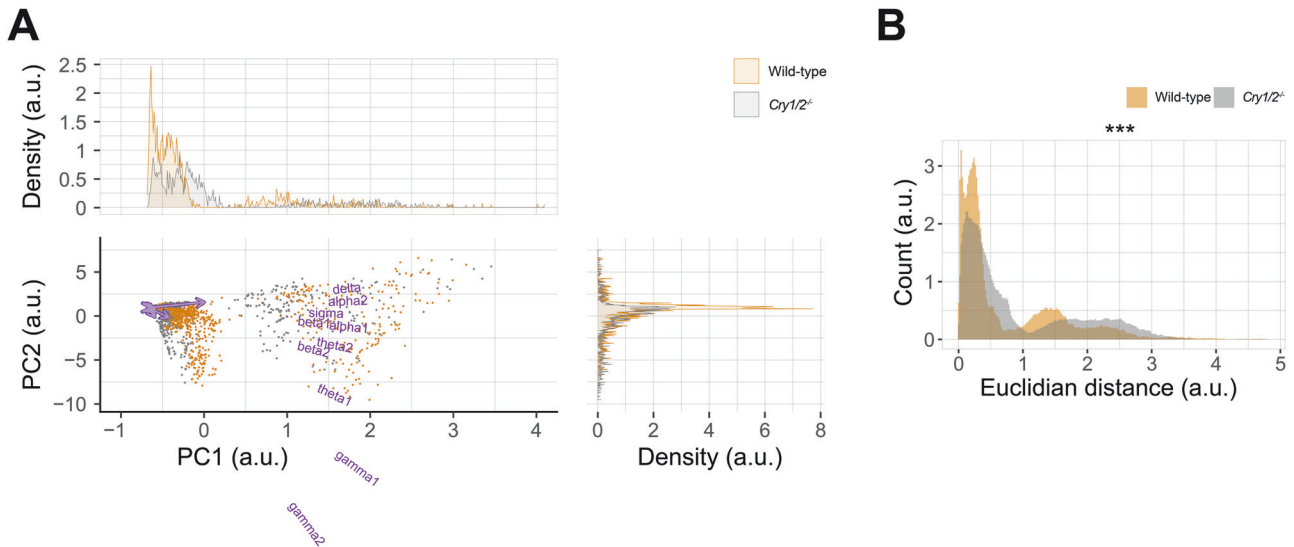 A
B
2.5
2
1.5
1
0.5
0
Density (a.u.)
Wild-type
Cry1/2-/-
Wild-type
Cry1/2-/-
***
3
2
1
0
Count (a.u.)
0 1 2 3 4 5
Euclidian distance (a.u.)
5
0
−5
−10
PC2 (a.u.)
delta
alpha2
sigma
beta1alpha1
theta2
beta2
theta1
−1 0 1 2 3 4
PC1 (a.u.)
gamma1
gamma2
0 2 4 6 8
Density (a.u.)